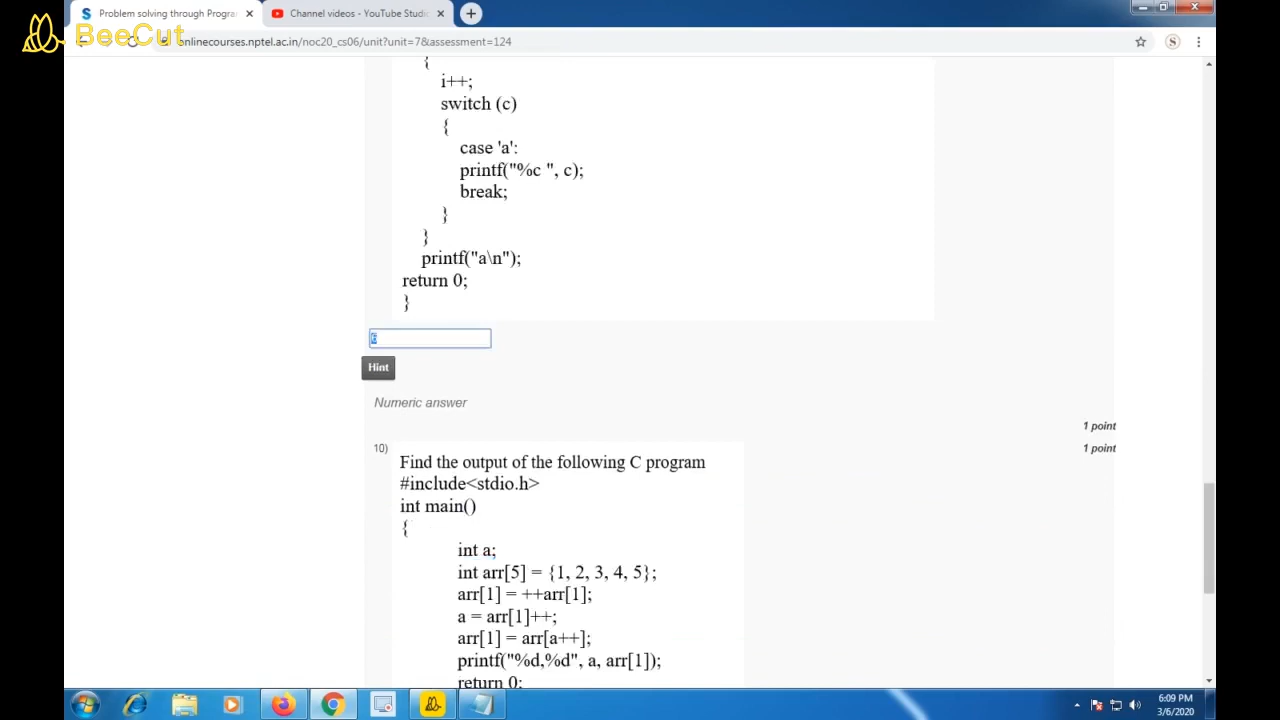 Problem solving through Progra
Channel videos - YouTube Studi
BeeCut
onlinecourses.nptel.ac.in/noc20_cs06/unit?unit=7&assessment=124
S
{
i++;
switch (c)
{
case 'a':
printf("%c ", c);
break;
}
}
printf("a\n");
return 0;
}
6
Hint
Numeric answer
1 point
10)
1 point
Find the output of the following C program
#include<stdio.h>
int main()
{
int a;
int arr[5] = {1, 2, 3, 4, 5};
arr[1] = ++arr[1];
a = arr[1]++;
arr[1] = arr[a++];
printf("%d,%d", a, arr[1]);
return 0;
6:09 PM
3/6/2020